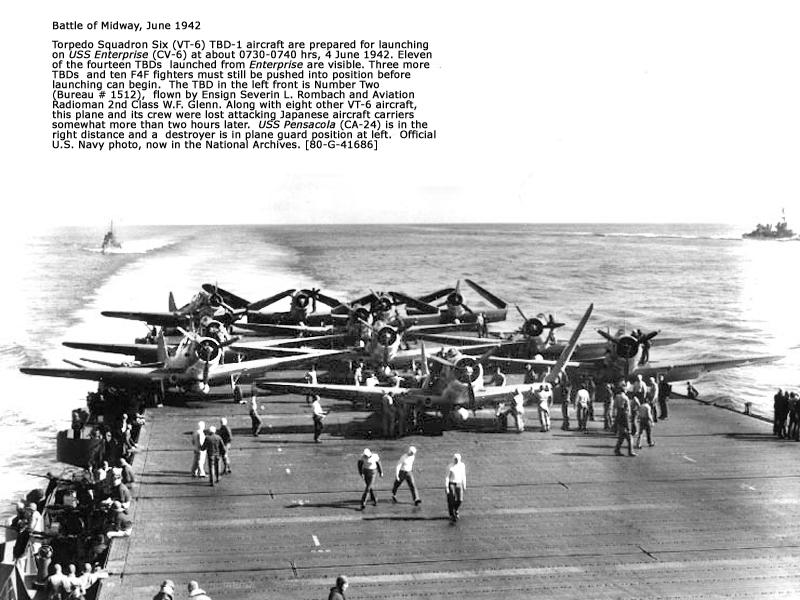 Battle of Midway, June 1942
Torpedo Squadron Six (VT-6) TBD-1 aircraft are prepared for launching
on USS Enterprise (CV-6) at about 0730-0740 hrs, 4 June 1942. Eleven
of the fourteen TBDs launched from Enterprise are visible. Three more
TBDs and ten F4F fighters must still be pushed into position before
launching can begin. The TBD in the left front is Number Two
(Bureau # 1512), flown by Ensign Severin L. Rombach and Aviation
Radioman 2nd Class W.F. Glenn. Along with eight other VT-6 aircraft,
this plane and its crew were lost attacking Japanese aircraft carriers
somewhat more than two hours later. USS Pensacola (CA-24) is in the
right distance and a destroyer is in plane guard position at left. Official
U.S. Navy photo, now in the National Archives. [80-G-41686]